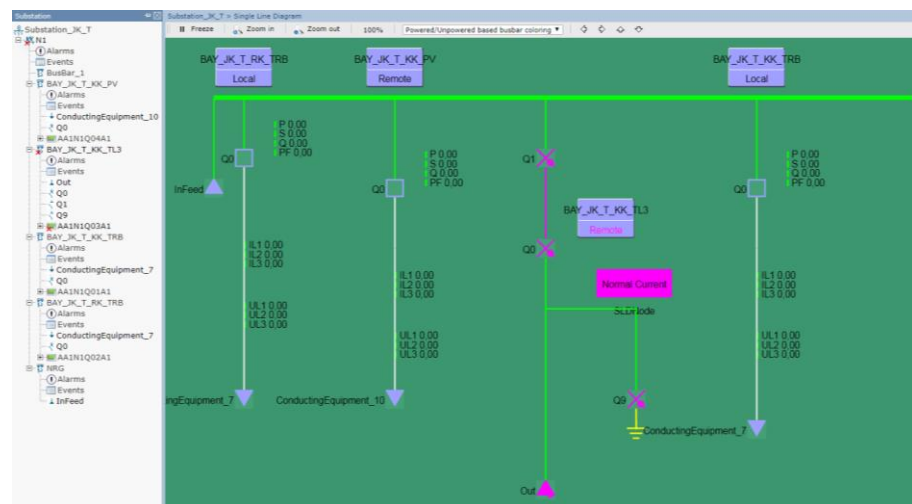 Substation
Substation_JK_T > Single Line Diagram
Freeze
Zoom in
Zoom out
100%
Powered/Unpowered based busbar coloring
Substation_JK_T
N1
Alarms
Events
BusBar_1
BAY_JK_T_KK_PV
Alarms
Events
ConductingEquipment_10
Q0
AA1N1Q04A1
BAY_JK_T_KK_TL3
Alarms
Events
Out
Q0
Q1
Q9
AA1N1Q03A1
BAY_JK_T_KK_TRB
Alarms
Events
ConductingEquipment_7
Q0
AA1N1Q01A1
BAY_JK_T_RK_TRB
Alarms
Events
ConductingEquipment_7
Q0
AA1N1Q02A1
NRG
Alarms
Events
InFeed
BAY_JK_T_RK_TRB
Local
BAY_JK_T_KK_PV
Remote
BAY_JK_T_KK_TRB
Local
P 0,00
S 0,00
Q 0,00
PF 0,00
Q0
InFeed
IL1 0,00
IL2 0,00
IL3 0,00
UL1 0,00
UL2 0,00
UL3 0,00
ngEquipment_7
P 0,00
S 0,00
Q 0,00
PF 0,00
Q0
IL1 0,00
IL2 0,00
IL3 0,00
UL1 0,00
UL2 0,00
UL3 0,00
ConductingEquipment_10
Q1
BAY_JK_T_KK_TL3
Remote
Q0
Normal Current
SLDNode
Q9
Out
P 0,00
S 0,00
Q 0,00
PF 0,00
Q0
IL1 0,00
IL2 0,00
IL3 0,00
UL1 0,00
UL2 0,00
UL3 0,00
ConductingEquipment_7